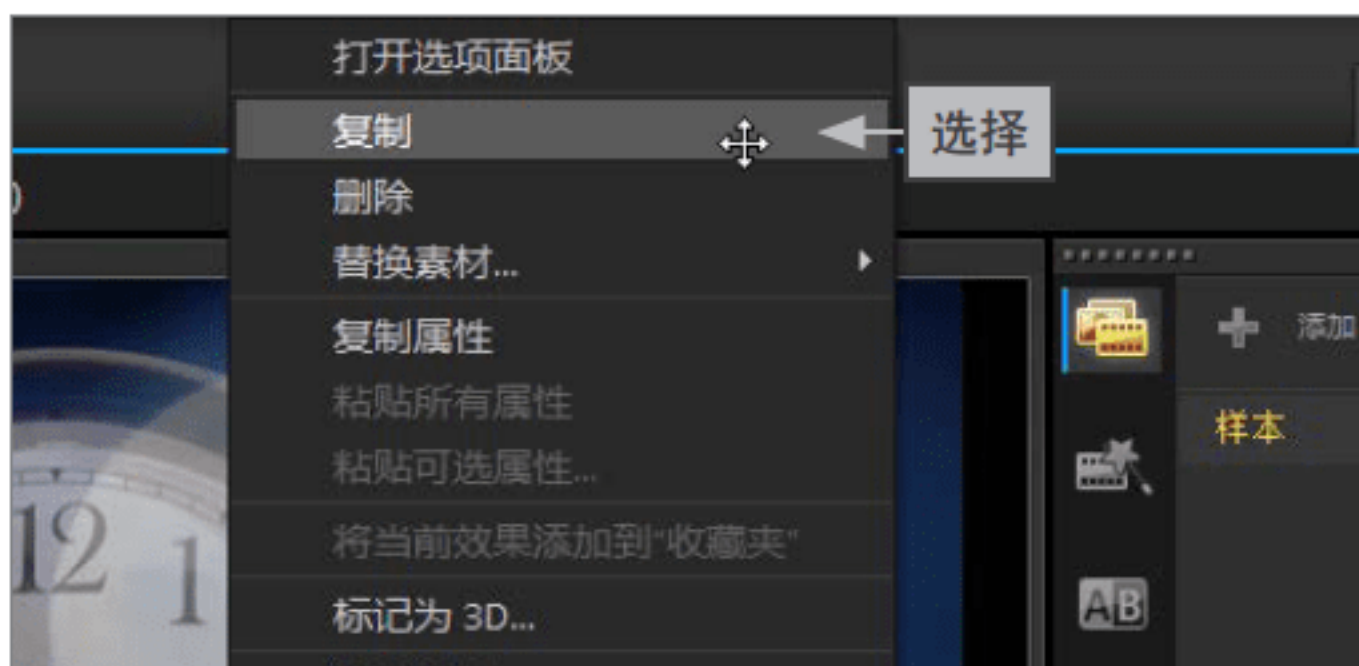 打开选项面板
复制
选择
删除
替换素材...
复制属性
添加
粘贴所有属性
样本
粘贴可选属性...
将当前效果添加到“收藏夹”
12
1
标记为 3D...
AB